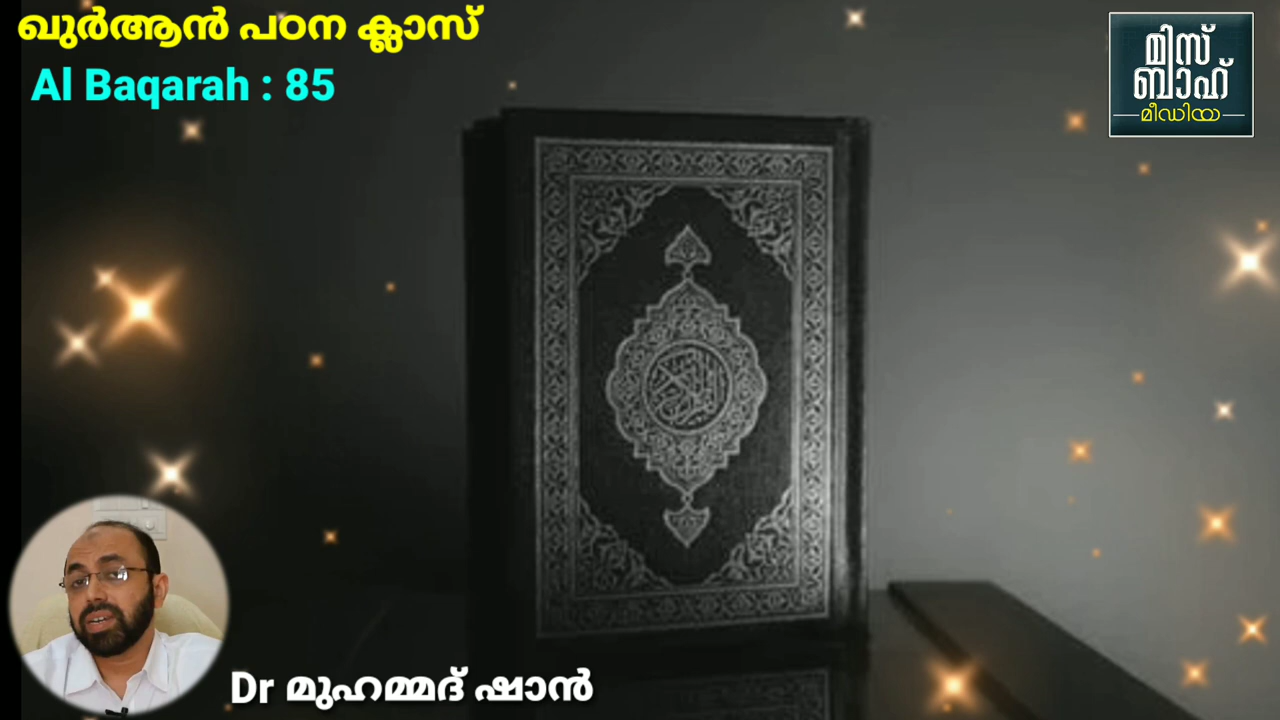 ഖുർആൻ പഠന ക്ലാസ്
Al Baqarah : 85
മിസ്
ബാഹ്
മീഡിയ
Dr മുഹമ്മദ് ഷാൻ